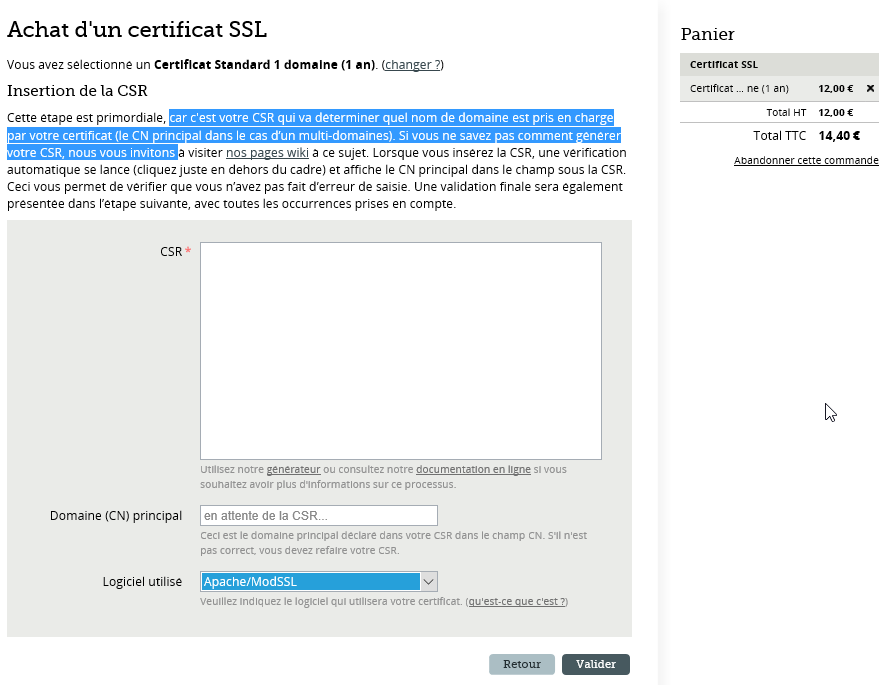 Achat d'un certificat SSL
Vous avez sélectionné un Certificat Standard 1 domaine (1 an). (changer ?)
Insertion de la CSR
Cette étape est primordiale, car c'est votre CSR qui va déterminer quel nom de domaine est pris en charge
par votre certificat (le CN principal dans le cas d'un multi-domaines). Si vous ne savez pas comment générer
votre CSR, nous vous invitons à visiter nos pages wiki à ce sujet. Lorsque vous insérez la CSR, une vérification
automatique se lance (cliquez juste en dehors du cadre) et affiche le CN principal dans le champ sous la CSR.
Ceci vous permet de vérifier que vous n'avez pas fait d'erreur de saisie. Une validation finale sera également
présentée dans l'étape suivante, avec toutes les occurrences prises en compte.
CSR *
Utilisez notre générateur ou consultez notre documentation en ligne si vous
souhaitez avoir plus d'informations sur ce processus.
Domaine (CN) principal
en attente de la CSR...
Ceci est le domaine principal déclaré dans votre CSR dans le champ CN. S'il n'est
pas correct, vous devez refaire votre CSR.
Logiciel utilisé
Apache/ModSSL
Veuillez indiquez le logiciel qui utilisera votre certificat. (qu'est-ce que c'est ?)
Retour
Valider
Panier
Certificat SSL
Certificat ... ne (1 an) 12,00 € ×
Total HT 12,00 €
Total TTC 14,40 €
Abandonner cette commande